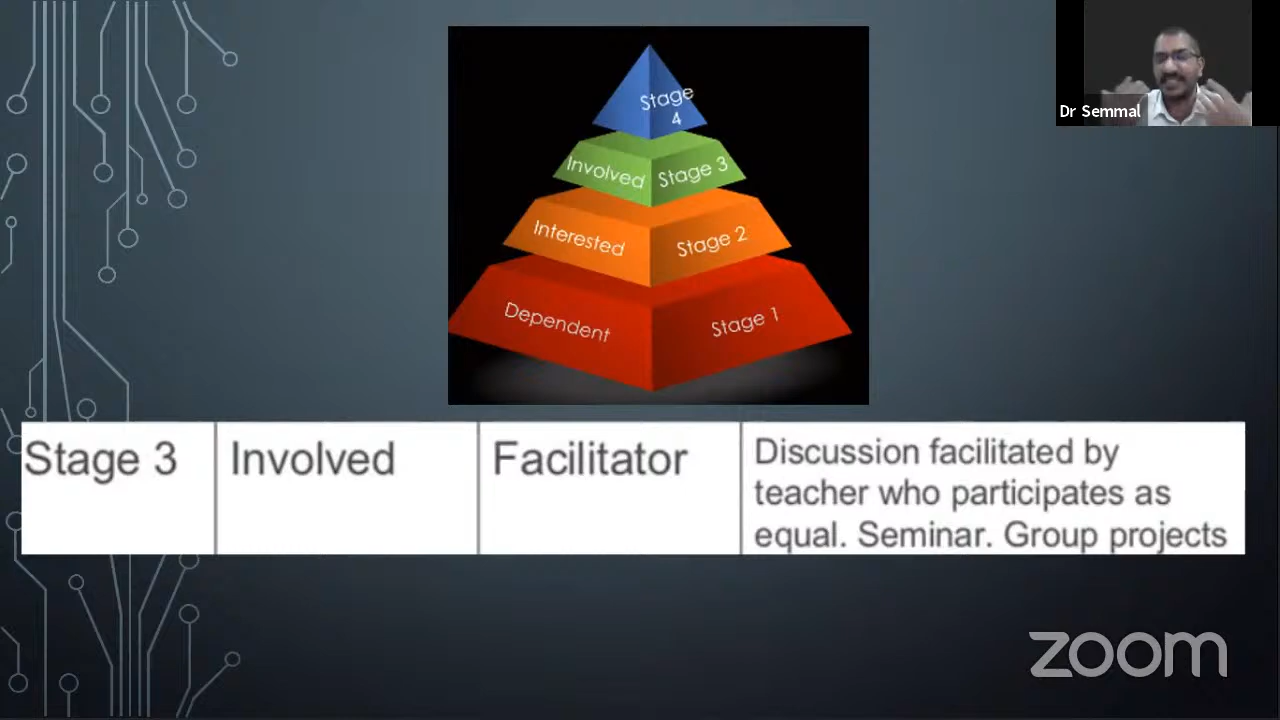 Stage
4
Involved Stage 3
Interested Stage 2
Dependent Stage 1
Dr Semmal
Stage 3 Involved Facilitator Discussion facilitated by
teacher who participates as
equal. Seminar. Group projects
zoom